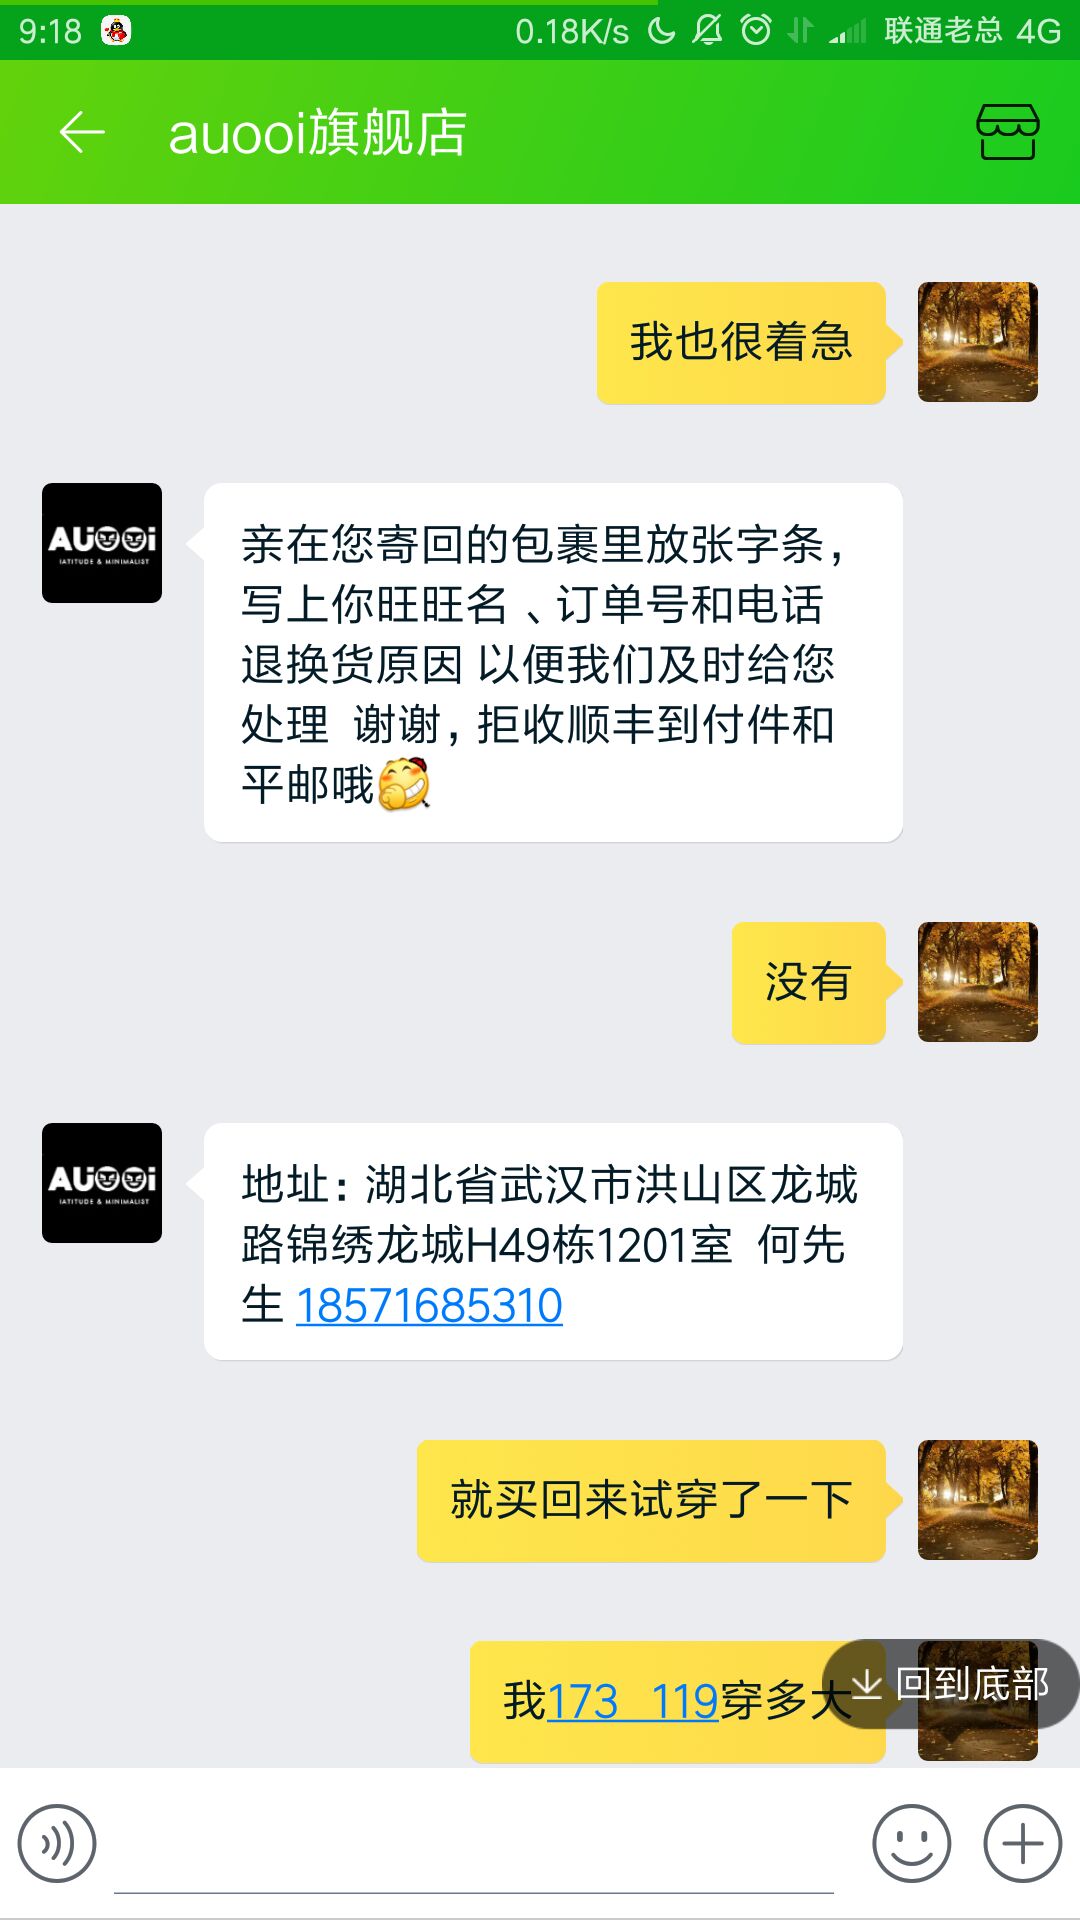 9:18 0.18K/s 联通老总 4G
auooi旗舰店
我也很着急
AUOOi
IATITUDE & MINIMALIST
亲在您寄回的包裹里放张字条，
写上你旺旺名 、订单号和电话
退换货原因 以便我们及时给您
处理 谢谢，拒收顺丰到付件和
平邮哦
没有
AUOOi
IATITUDE & MINIMALIST
地址：湖北省武汉市洪山区龙城
路锦绣龙城H49栋1201室 何先
生 18571685310
就买回来试穿了一下
我173 119穿多大
回到底部